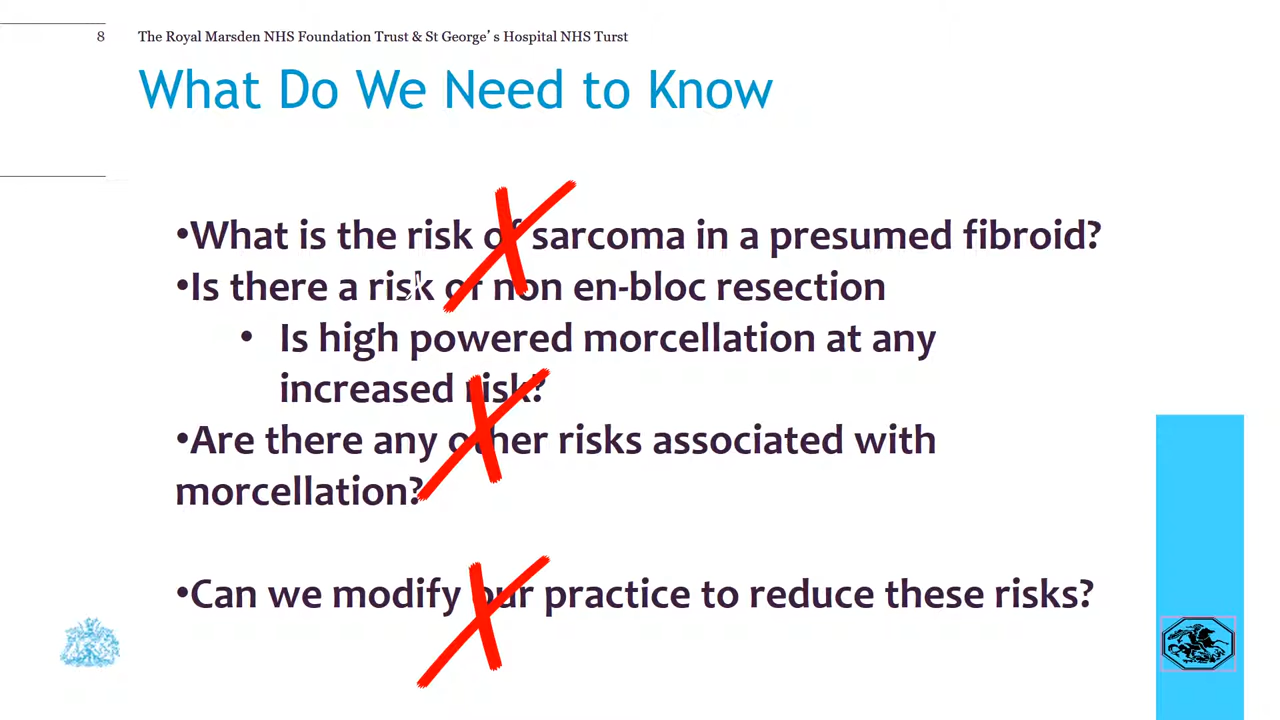 8 The Royal Marsden NHS Foundation Trust & St George's Hospital NHS Turst
What Do We Need to Know
•What is the risk of sarcoma in a presumed fibroid?
•Is there a risk of non en-bloc resection
• Is high powered morcellation at any
increased risk?
•Are there any other risks associated with
morcellation?
•Can we modify our practice to reduce these risks?